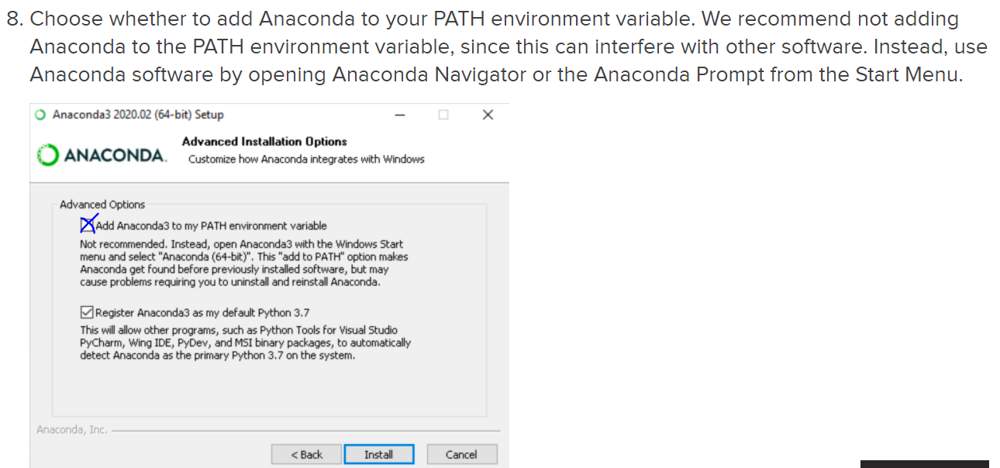 8. Choose whether to add Anaconda to your PATH environment variable. We recommend not adding
Anaconda to the PATH environment variable, since this can interfere with other software. Instead, use
Anaconda software by opening Anaconda Navigator or the Anaconda Prompt from the Start Menu.
Anaconda3 2020.02 (64-bit) Setup
ANACONDA.
Advanced Installation Options
Customize how Anaconda integrates with Windows
Advanced Options
Add Anaconda3 to my PATH environment variable
Not recommended. Instead, open Anaconda3 with the Windows Start
menu and select "Anaconda (64-bit)". This "add to PATH" option makes
Anaconda get found before previously installed software, but may
cause problems requiring you to uninstall and reinstall Anaconda.
Register Anaconda3 as my default Python 3.7
This will allow other programs, such as Python Tools for Visual Studio
PyCharm, Wing IDE, PyDev, and MSI binary packages, to automatically
detect Anaconda as the primary Python 3.7 on the system.
Anaconda, Inc.
< Back Install Cancel